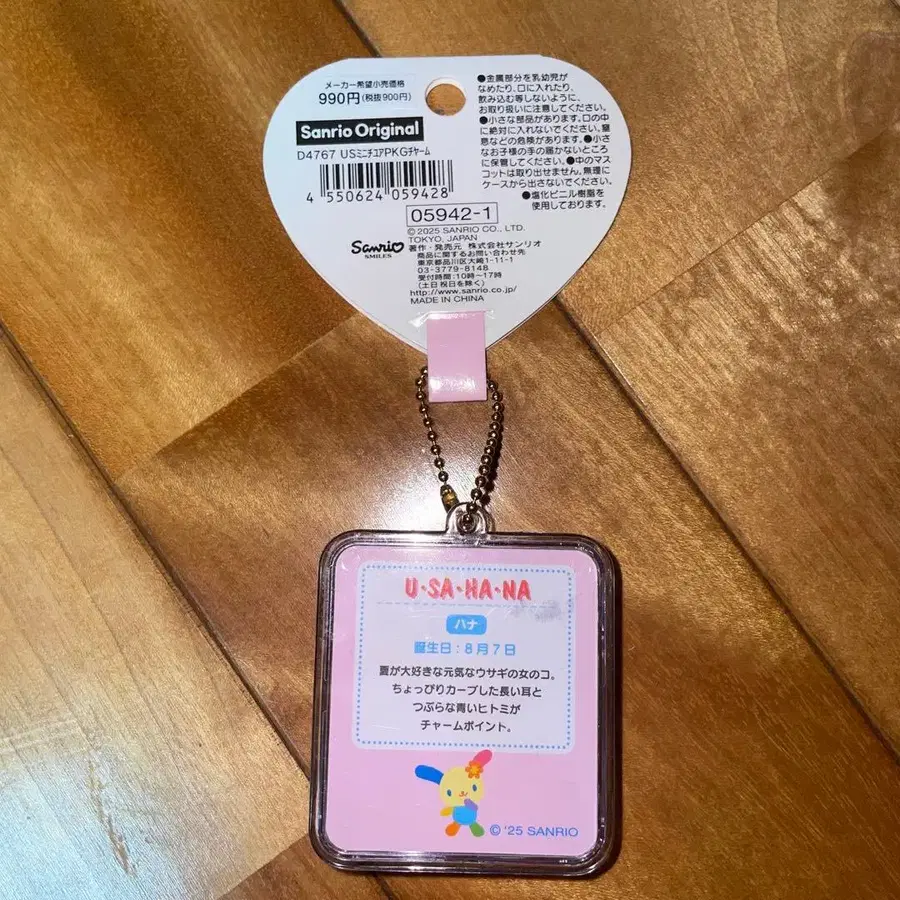 メーカー希望小売価格
990円(税抜900円)
Sanrio Original
D4767 USミニチュアPKGチャーム
4 550624 059428
05942-1
©2025 SANRIO CO., LTD.
TOKYO, JAPAN
著作・発売元 株式会社サンリオ
商品に関するお問い合わせ先
東京都品川区大崎1-11-1
03-3779-8148
受付時間:10時~17時
(土日祝日を除く)
http://www.sanrio.co.jp/
MADE IN CHINA
Sanrio
SMILES
●金属部分を乳幼児が
なめたり、口に入れたり、
飲み込む等しないように、
お取り扱いに注意してください。
●小さな部品があります。口の中
に絶対に入れないでください。窒
息などの危険があります。●小さ
なお子様の手の届かないところ
に保管してください。●中のマス
コットは取り出せません。無理に
ケースから出さないでください。
●塩化ビニル樹脂を
使用しております。
U•SA•HA•NA
ハナ
誕生日:8月7日
夏が大好きな元気なウサギの女のコ。
ちょっぴりカーブした長い耳と
つぶらな青いヒトミが
チャームポイント。
© '25 SANRIO